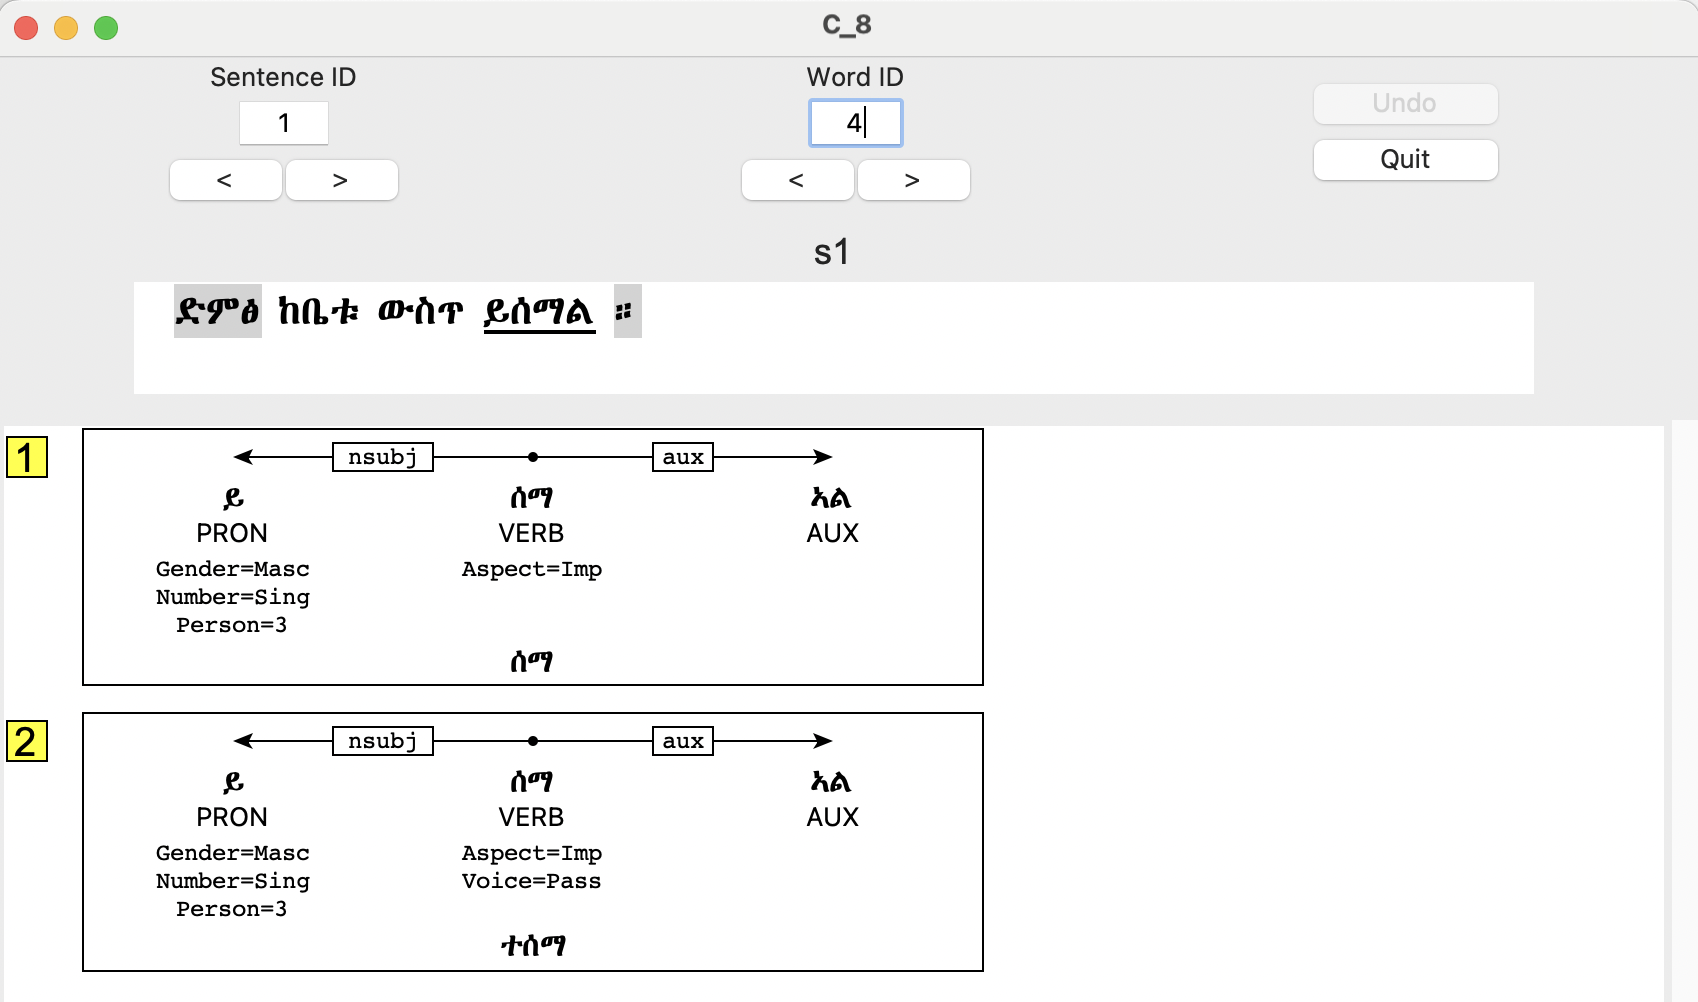 C_8
Sentence ID
Word ID
1
4
Undo
< >
< >
Quit
s1
ድምፅ ከቤቱ ውስጥ ይሰማል ።
1
nsubj aux
ይ ሰማ ኣል
PRON VERB AUX
Gender=Masc Aspect=Imp
Number=Sing
Person=3
ሰማ
2
nsubj aux
ይ ሰማ ኣል
PRON VERB AUX
Gender=Masc Aspect=Imp
Number=Sing Voice=Pass
Person=3
ተሰማ